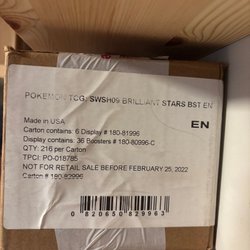 POKEMON TCG: SWSH09 BRILLIANT STARS BST EN
EN
Made in USA
Carton contains: 6 Display # 180-81996
Display contains: 36 Boosters # 180-80996-C
QTY: 216 per Carton
TPCI: PO-018785
NOT FOR RETAIL SALE BEFORE FEBRUARY 25, 2022
Carton # 180-82996
0 820650 829963